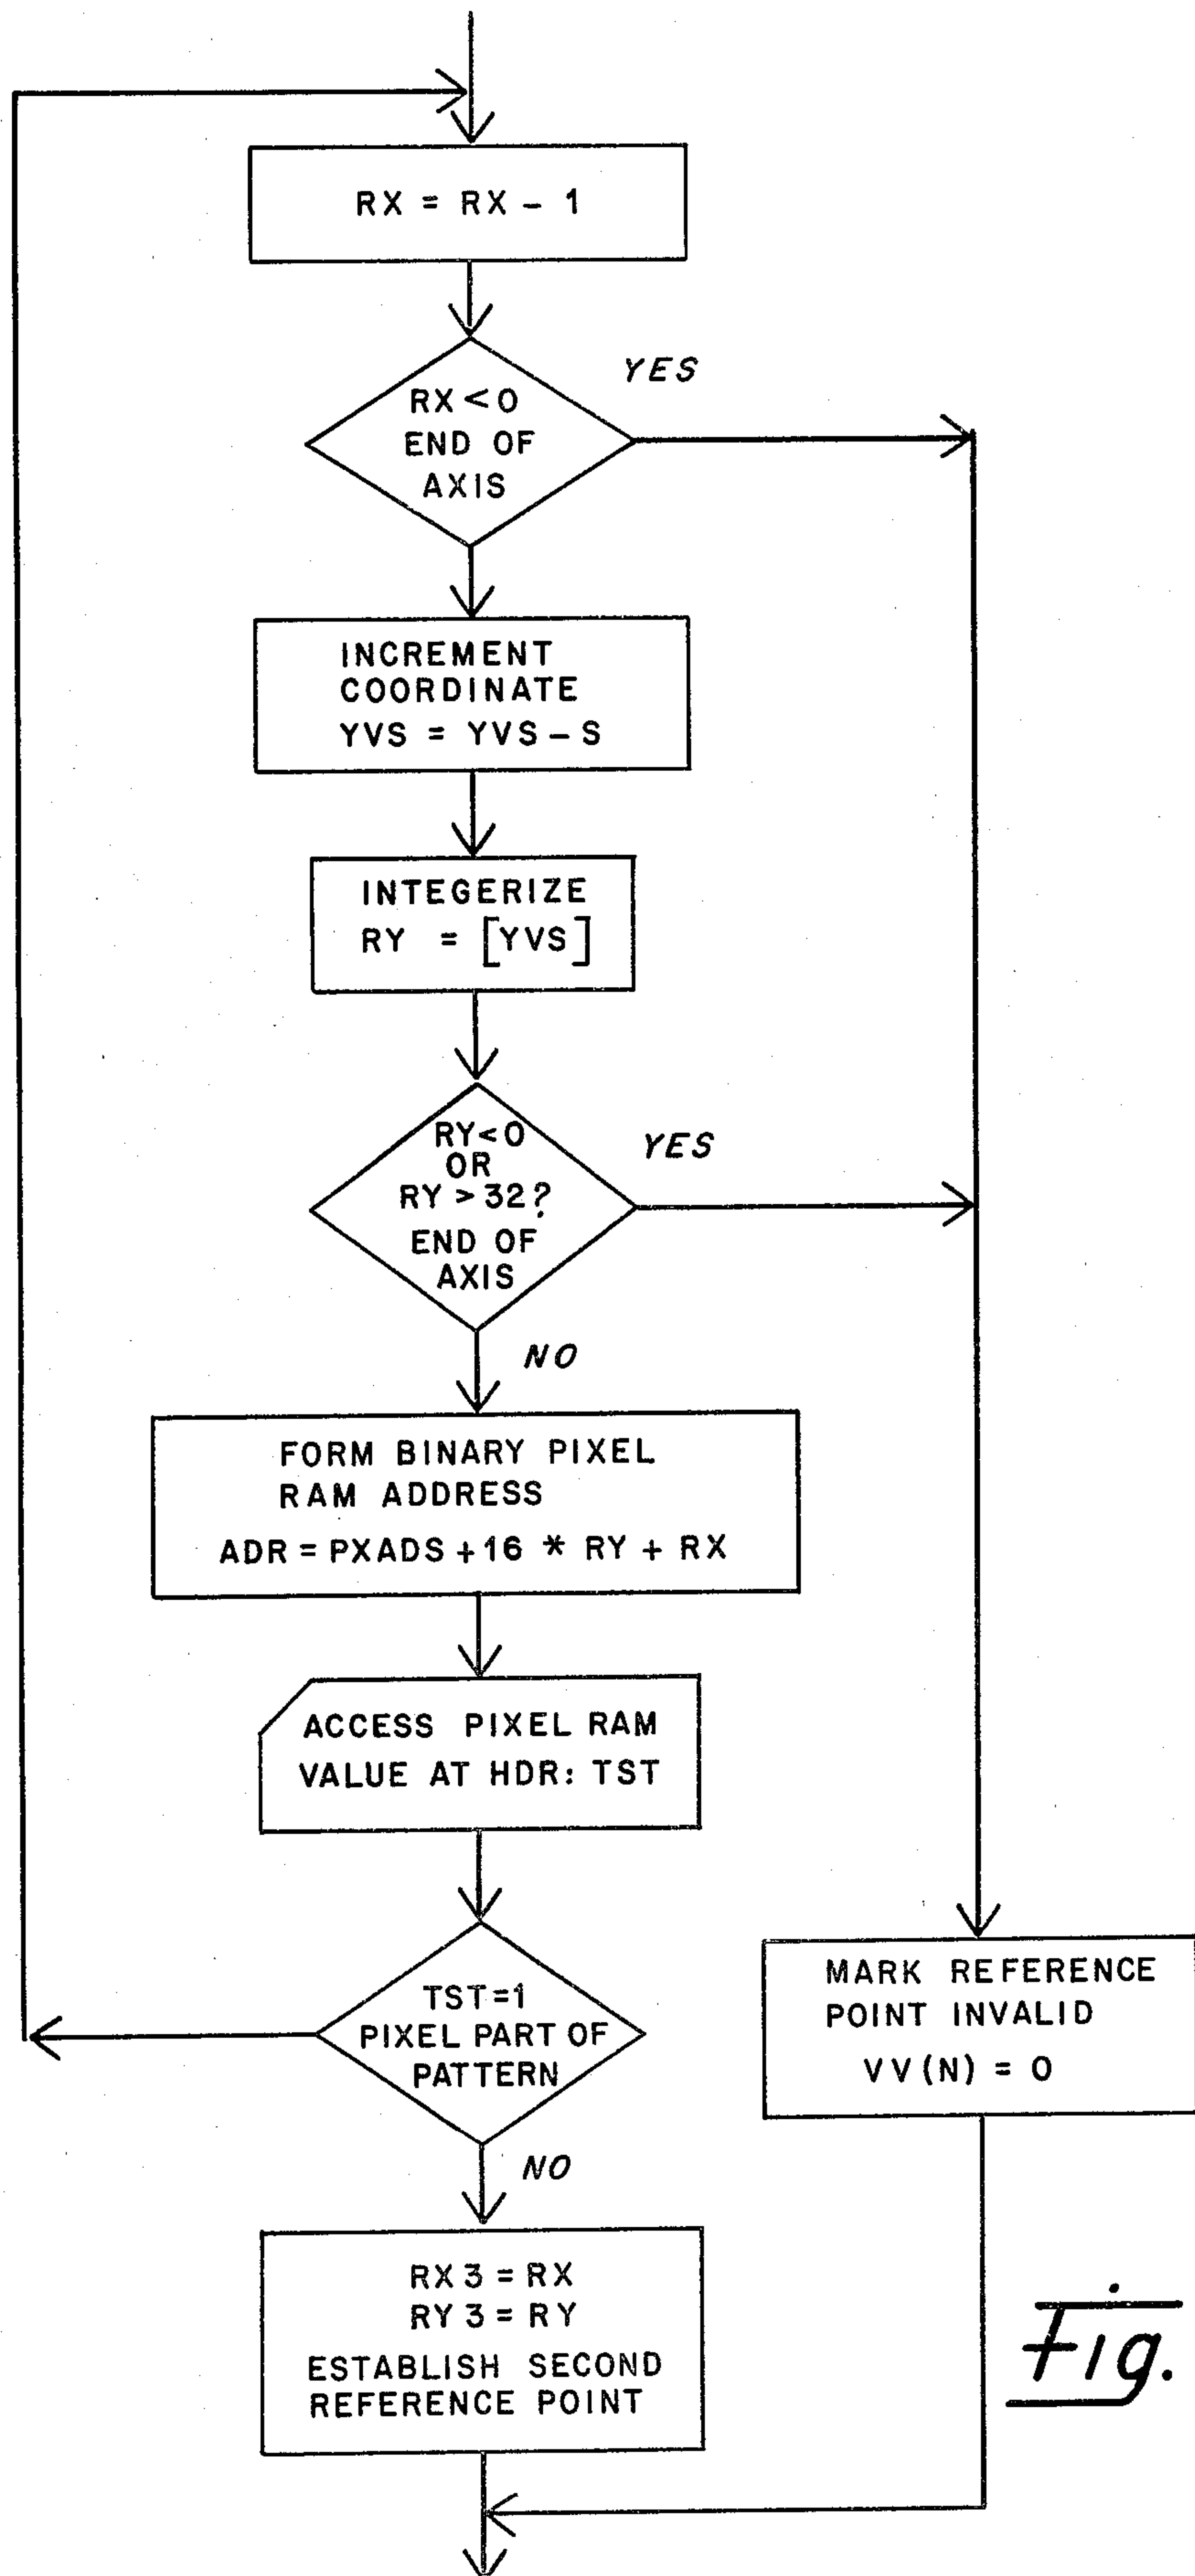 RX = RX - 1
YES
RX<0
END OF
AXIS
INCREMENT
COORDINATE
YVS = YVS-S
INTEGERIZE
RY = [YVS]
RY<0
OR
RY>32?
END OF
AXIS
YES
NO
FORM BINARY PIXEL
RAM ADDRESS
ADR = PXADS +16 * RY + RX
ACCESS PIXEL RAM
VALUE AT HDR: TST
TST=1
PIXEL PART OF
PATTERN
MARK REFERENCE
POINT INVALID
VV(N) = 0
NO
RX3=RX
RY3=RY
ESTABLISH SECOND
REFERENCE POINT
Fig.